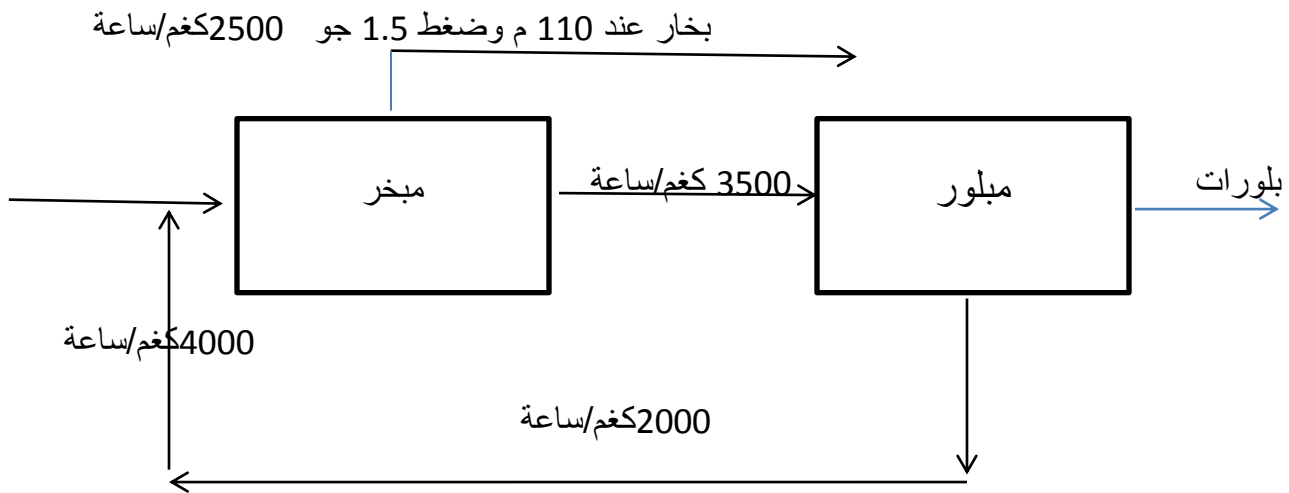 بخار عند 110 م وضغط 1.5 جو 2500كغم/ساعة
مبخر
3500 كغم/ساعة
مبلور
بلورات
4000كغم/ساعة
2000كغم/ساعة